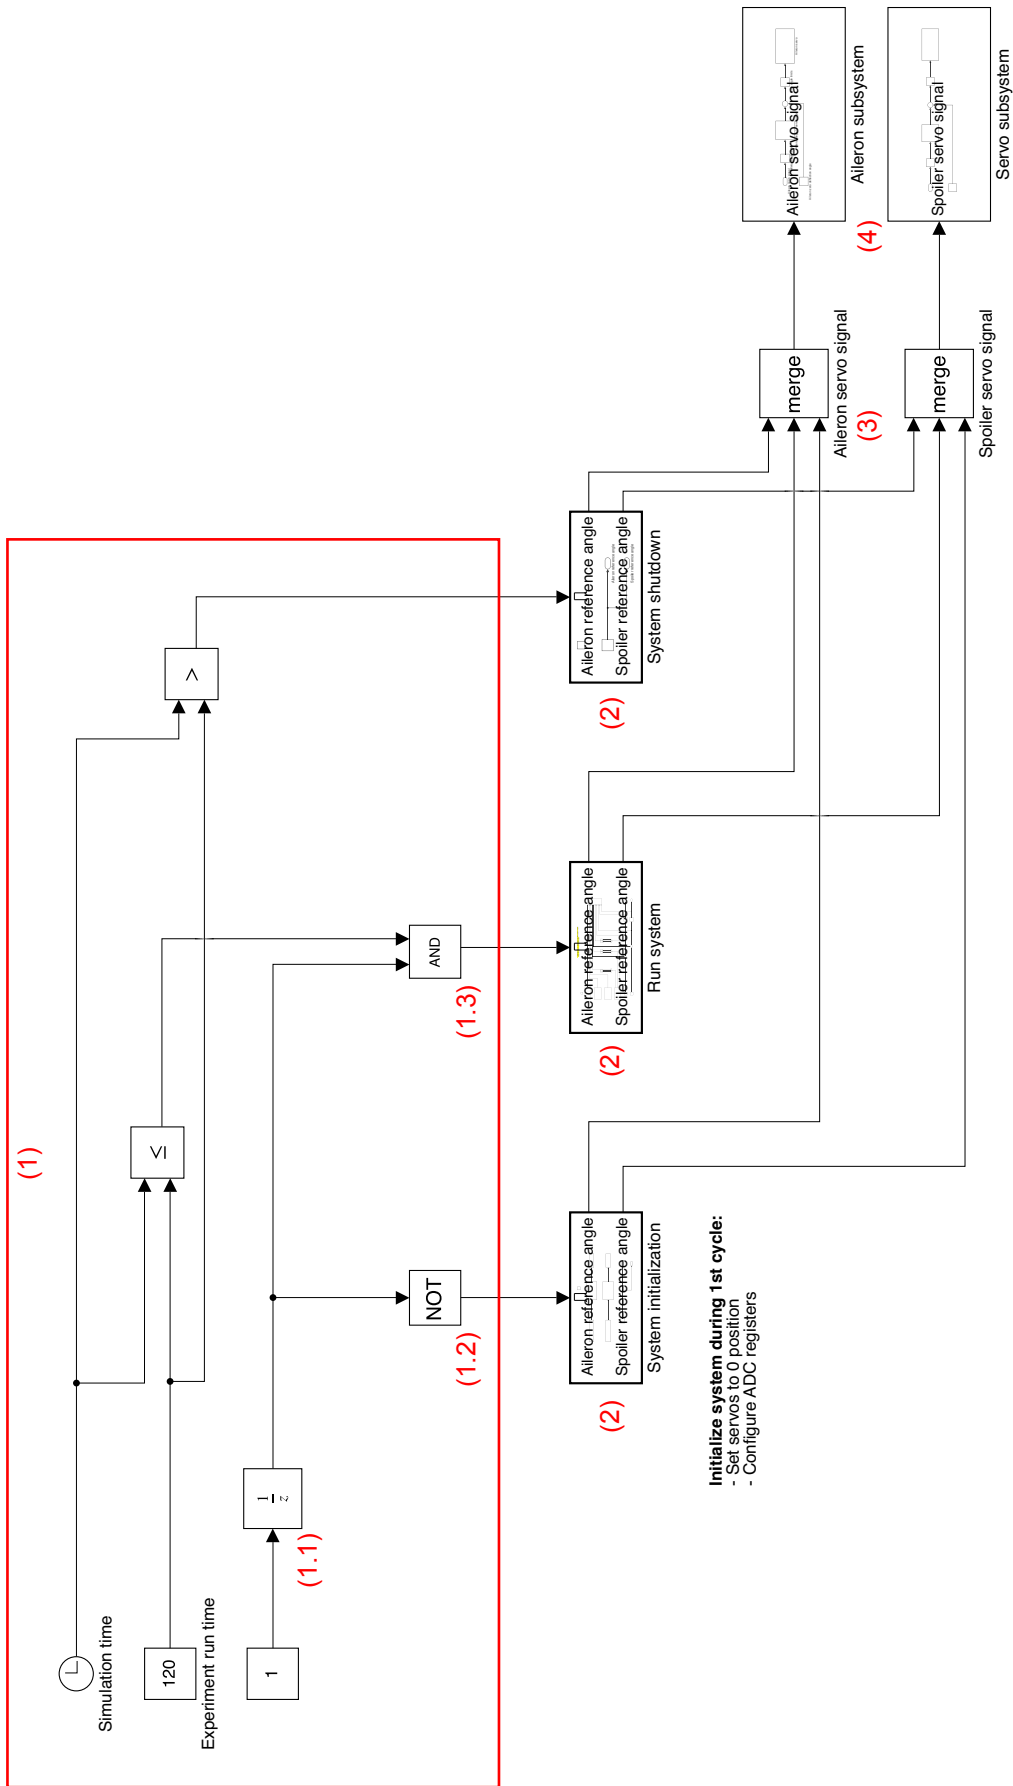 (1)
Simulation time
120
Experiment run time
1
1
z
(1.1)
≤
>
NOT
(1.2)
AND
(1.3)
Aileron reference angle
Spoiler reference angle
System initialization
(2)
Aileron reference angle
Spoiler reference angle
Run system
(2)
Aileron reference angle
Spoiler reference angle
System shutdown
(2)
Initialize system during 1st cycle:
- Set servos to 0 position
- Configure ADC registers
merge
Aileron servo signal
(3)
merge
Spoiler servo signal
Aileron servo signal
Aileron subsystem
(4)
Spoiler servo signal
Servo subsystem